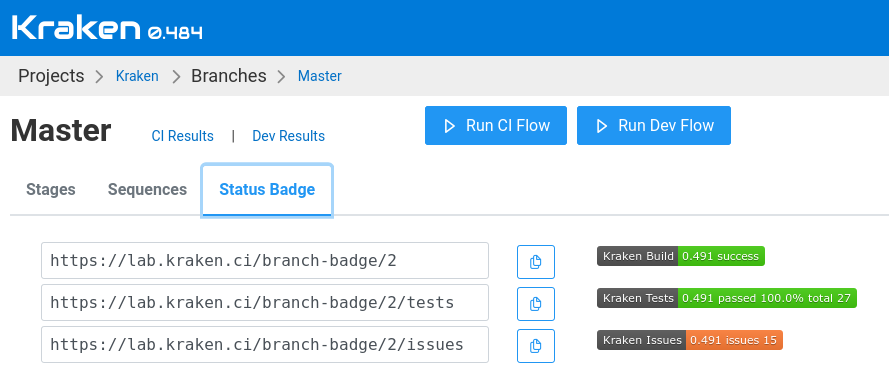 Kraken 0.484
Projects > Kraken > Branches > Master
Master CI Results | Dev Results Run CI Flow Run Dev Flow
Stages Sequences Status Badge
https://lab.kraken.ci/branch-badge/2 Kraken Build 0.491 success
https://lab.kraken.ci/branch-badge/2/tests Kraken Tests 0.491 passed 100.0% total 27
https://lab.kraken.ci/branch-badge/2/issues Kraken Issues 0.491 issues 15